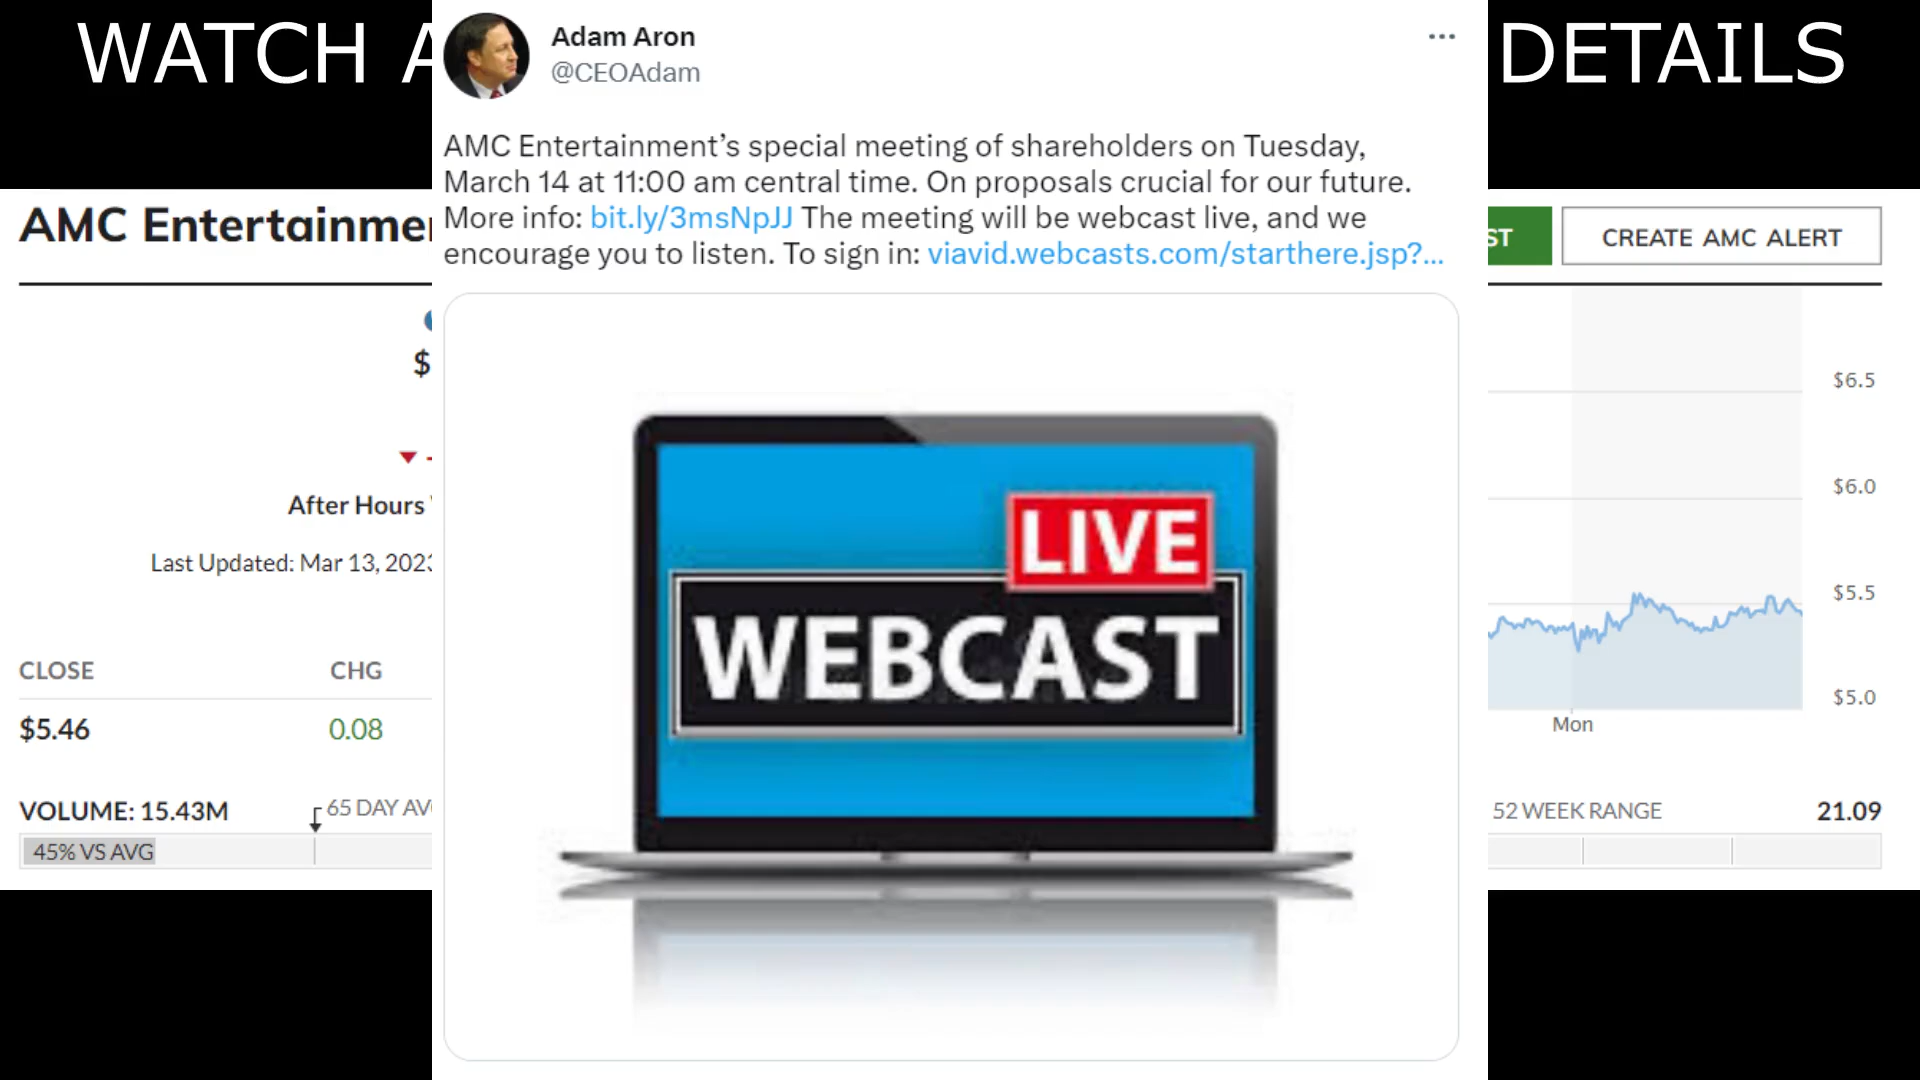 WATCH A
DETAILS
Adam Aron
@CEOAdam
AMC Entertainment’s special meeting of shareholders on Tuesday,
March 14 at 11:00 am central time. On proposals crucial for our future.
More info: bit.ly/3msNpJJ The meeting will be webcast live, and we
encourage you to listen. To sign in: viavid.webcasts.com/starthere.jsp?...
LIVE
WEBCAST
AMC Entertainme
$
After Hours
Last Updated: Mar 13, 202
CLOSE
CHG
$5.46
0.08
VOLUME: 15.43M
65 DAY AV
45% VS AVG
ST
CREATE AMC ALERT
$6.5
$6.0
$5.5
$5.0
Mon
52 WEEK RANGE
21.09